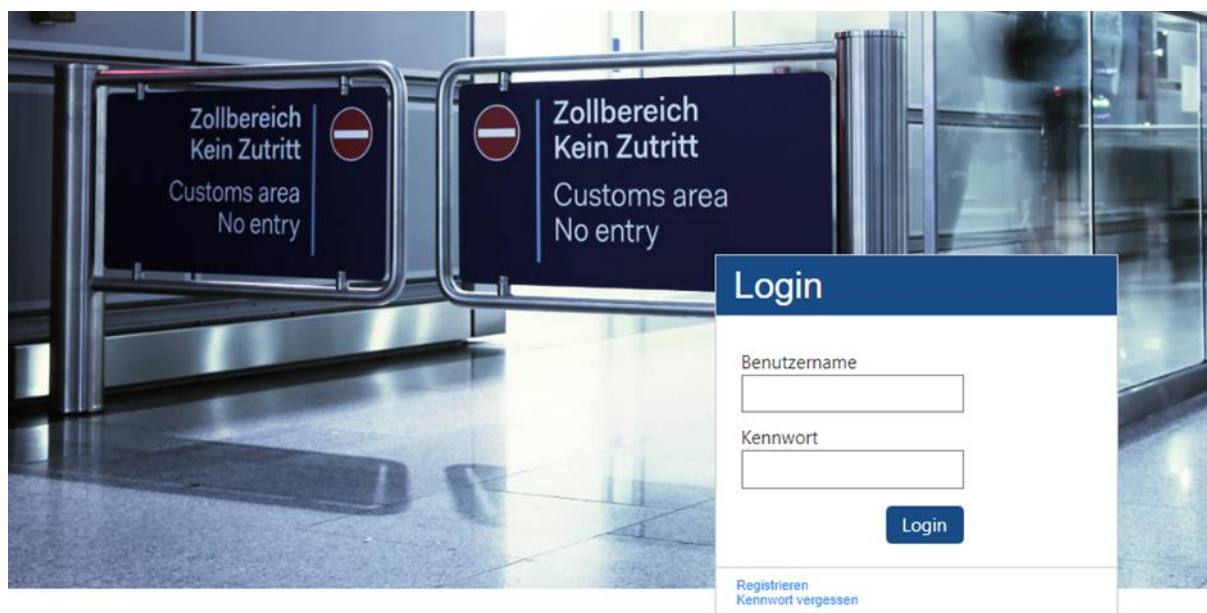 Zollbereich
Kein Zutritt
Customs area
No entry
Zollbereich
Kein Zutritt
Customs area
No entry
Login
Benutzername
Kennwort
Login
Registrieren
Kennwort vergessen